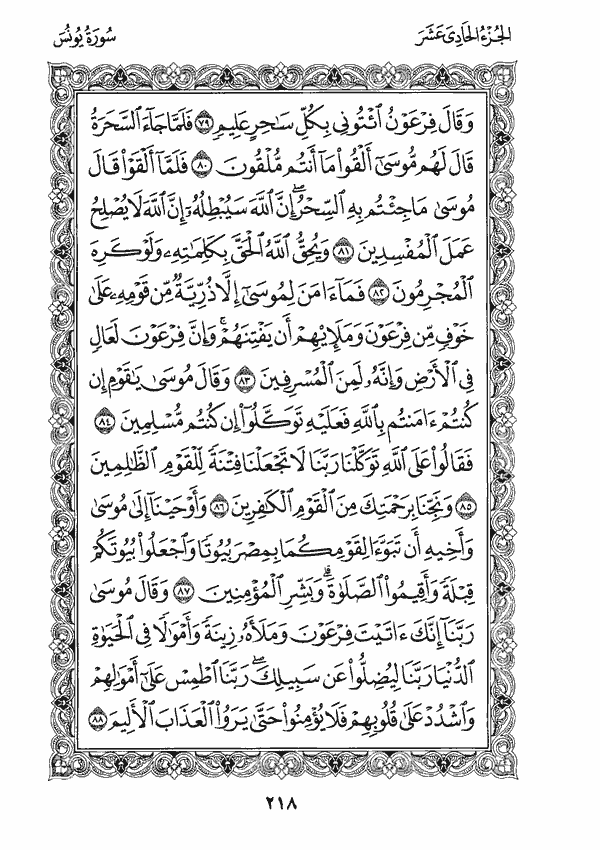 الجُزْءُ الحَادِي عَشَرَ
سُورَةُ يُونُسَ
وَقَالَ فِرْعَوْنُ ٱئْتُونِي بِكُلِّ سَٰحِرٍ عَلِيمٍ ٧٩ فَلَمَّا جَآءَ ٱلسَّحَرَةُ
قَالَ لَهُم مُّوسَىٰٓ أَلْقُوا۟ مَآ أَنتُم مُّلْقُونَ ٨٠ فَلَمَّآ أَلْقَوْا۟ قَالَ
مُوسَىٰ مَا جِئْتُم بِهِ ٱلسِّحْرُ ۖ إِنَّ ٱللَّهَ سَيُبْطِلُهُۥٓ إِنَّ ٱللَّهَ لَا يُصْلِحُ
عَمَلَ ٱلْمُفْسِدِينَ ٨١ وَيُحِقُّ ٱللَّهُ ٱلْحَقَّ بِكَلِمَٰتِهِۦ وَلَوْ كَرِهَ
ٱلْمُجْرِمُونَ ٨٢ فَمَآ ءَامَنَ لِمُوسَىٰٓ إِلَّا ذُرِّيَّةٌ مِّن قَوْمِهِۦ عَلَىٰ
خَوْفٍ مِّن فِرْعَوْنَ وَمَلَإِي۟هِمْ أَن يَفْتِنَهُمْ ۚ وَإِنَّ فِرْعَوْنَ لَعَالٍ
فِي ٱلْأَرْضِ وَإِنَّهُۥ لَمِنَ ٱلْمُسْرِفِينَ ٨٣ وَقَالَ مُوسَىٰ يَٰقَوْمِ إِن
كُنتُمْ ءَامَنتُم بِٱللَّهِ فَعَلَيْهِ تَوَكَّلُوٓا۟ إِن كُنتُم مُّسْلِمِينَ ٨٤
فَقَالُوا۟ عَلَى ٱللَّهِ تَوَكَّلْنَا رَبَّنَا لَا تَجْعَلْنَا فِتْنَةً لِّلْقَوْمِ ٱلظَّٰلِمِينَ
٨٥ وَنَجِّنَا بِرَحْمَتِكَ مِنَ ٱلْقَوْمِ ٱلْكَٰفِرِينَ ٨٦ وَأَوْحَيْنَآ إِلَىٰ مُوسَىٰ
وَأَخِيهِ أَن تَبَوَّءَا لِقَوْمِكُمَا بِمِصْرَ بُيُوتًا وَٱجْعَلُوا۟ بُيُوتَكُمْ
قِبْلَةً وَأَقِيمُوا۟ ٱلصَّلَوٰةَ ۗ وَبَشِّرِ ٱلْمُؤْمِنِينَ ٨٧ وَقَالَ مُوسَىٰ
رَبَّنَآ إِنَّكَ ءَاتَيْتَ فِرْعَوْنَ وَمَلَأَهُۥ زِينَةً وَأَمْوَٰلًا فِي ٱلْحَيَوٰةِ
ٱلدُّنْيَا رَبَّنَا لِيُضِلُّوا۟ عَن سَبِيلِكَ ۖ رَبَّنَا ٱطْمِسْ عَلَىٰٓ أَمْوَٰلِهِمْ
وَٱشْدُدْ عَلَىٰ قُلُوبِهِمْ فَلَا يُؤْمِنُوا۟ حَتَّىٰ يَرَوُا۟ ٱلْعَذَابَ ٱلْأَلِيمَ ٨٨
٢١٨